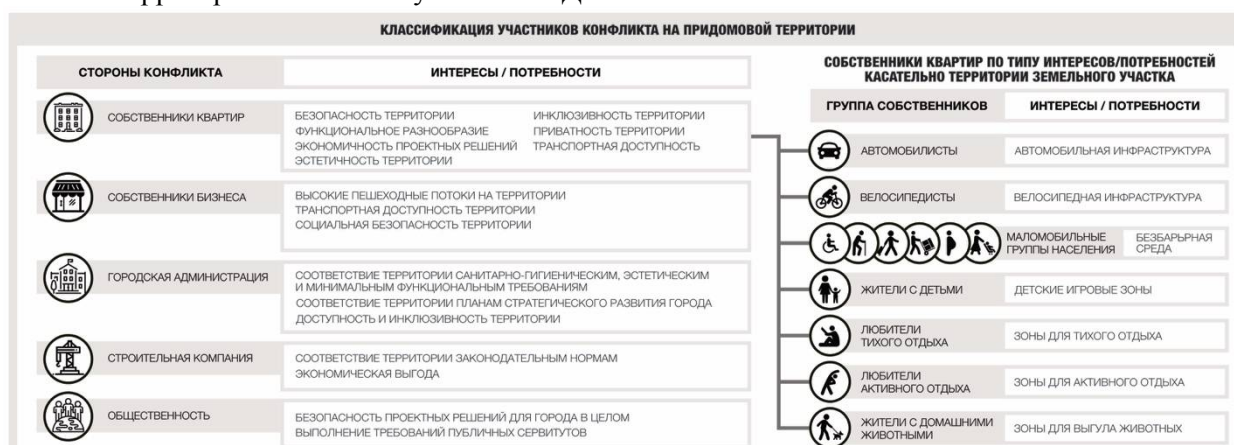 КЛАССИФИКАЦИЯ УЧАСТНИКОВ КОНФЛИКТА НА ПРИДОМОВОЙ ТЕРРИТОРИИ
СТОРОНЫ КОНФЛИКТА
ИНТЕРЕСЫ / ПОТРЕБНОСТИ
СОБСТВЕННИКИ КВАРТИР
БЕЗОПАСНОСТЬ ТЕРРИТОРИИ
ФУНКЦИОНАЛЬНОЕ РАЗНООБРАЗИЕ
ЭКОНОМИЧНОСТЬ ПРОЕКТНЫХ РЕШЕНИЙ
ЭСТЕТИЧНОСТЬ ТЕРРИТОРИИ
ИНКЛЮЗИВНОСТЬ ТЕРРИТОРИИ
ПРИВАТНОСТЬ ТЕРРИТОРИИ
ТРАНСПОРТНАЯ ДОСТУПНОСТЬ
СОБСТВЕННИКИ БИЗНЕСА
ВЫСОКИЕ ПЕШЕХОДНЫЕ ПОТОКИ НА ТЕРРИТОРИИ
ТРАНСПОРТНАЯ ДОСТУПНОСТЬ ТЕРРИТОРИИ
СОЦИАЛЬНАЯ БЕЗОПАСНОСТЬ ТЕРРИТОРИИ
ГОРОДСКАЯ АДМИНИСТРАЦИЯ
СООТВЕТСТВИЕ ТЕРРИТОРИИ САНИТАРНО-ГИГИЕНИЧЕСКИМ, ЭСТЕТИЧЕСКИМ
И МИНИМАЛЬНЫМ ФУНКЦИОНАЛЬНЫМ ТРЕБОВАНИЯМ
СООТВЕТСТВИЕ ТЕРРИТОРИИ ПЛАНАМ СТРАТЕГИЧЕСКОГО РАЗВИТИЯ ГОРОДА
ДОСТУПНОСТЬ И ИНКЛЮЗИВНОСТЬ ТЕРРИТОРИИ
СТРОИТЕЛЬНАЯ КОМПАНИЯ
СООТВЕТСТВИЕ ТЕРРИТОРИИ ЗАКОНОДАТЕЛЬНЫМ НОРМАМ
ЭКОНОМИЧЕСКАЯ ВЫГОДА
ОБЩЕСТВЕННОСТЬ
БЕЗОПАСНОСТЬ ПРОЕКТНЫХ РЕШЕНИЙ ДЛЯ ГОРОДА В ЦЕЛОМ
ВЫПОЛНЕНИЕ ТРЕБОВАНИЙ ПУБЛИЧНЫХ СЕРВИТУТОВ
СОБСТВЕННИКИ КВАРТИР ПО ТИПУ ИНТЕРЕСОВ/ПОТРЕБНОСТЕЙ
КАСАТЕЛЬНО ТЕРРИТОРИИ ЗЕМЕЛЬНОГО УЧАСТКА
ГРУППА СОБСТВЕННИКОВ
ИНТЕРЕСЫ / ПОТРЕБНОСТИ
АВТОМОБИЛИСТЫ
АВТОМОБИЛЬНАЯ ИНФРАСТРУКТУРА
ВЕЛОСИПЕДИСТЫ
ВЕЛОСИПЕДНАЯ ИНФРАСТРУКТУРА
МАЛОМОБИЛЬНЫЕ
ГРУППЫ НАСЕЛЕНИЯ
БЕЗБАРЬРНАЯ
СРЕДА
ЖИТЕЛИ С ДЕТЬМИ
ДЕТСКИЕ ИГРОВЫЕ ЗОНЫ
ЛЮБИТЕЛИ
ТИХОГО ОТДЫХА
ЗОНЫ ДЛЯ ТИХОГО ОТДЫХА
ЛЮБИТЕЛИ
АКТИВНОГО ОТДЫХА
ЗОНЫ ДЛЯ АКТИВНОГО ОТДЫХА
ЖИТЕЛИ С ДОМАШНИМИ
ЖИВОТНЫМИ
ЗОНЫ ДЛЯ ВЫГУЛА ЖИВОТНЫХ